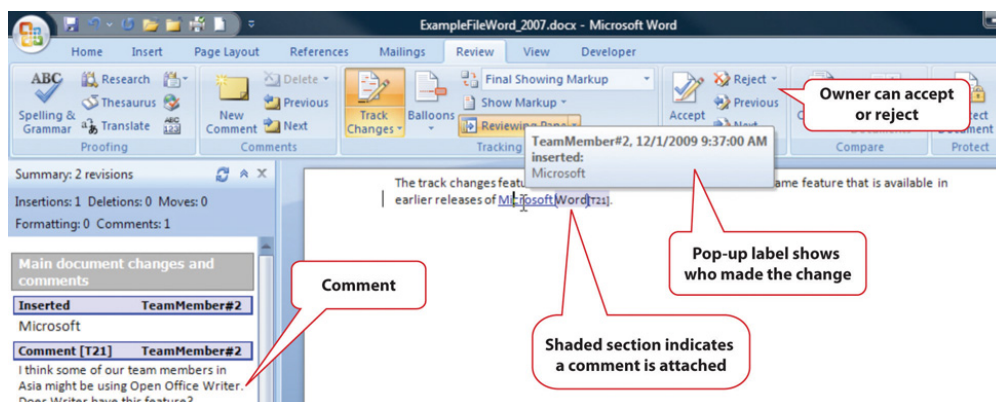 ExampleFileWord_2007.docx - Microsoft Word
Home Insert Page Layout References Mailings Review View Developer
ABC
Spelling &
Grammar
Research
Thesaurus
Translate
ABC
123
Proofing
New
Comment
Delete
Previous
Next
Comments
Track
Changes
Balloons
Final Showing Markup
Show Markup
Reviewing Pane
Tracking
Accept
Reject
Previous
Next
Compare
Protect
Document
Protect
Owner can accept
or reject
TeamMember#2, 12/1/2009 9:37:00 AM
inserted:
Microsoft
Summary: 2 revisions
Insertions: 1 Deletions: 0 Moves: 0
Formatting: 0 Comments: 1
Main document changes and
comments
Inserted TeamMember#2
Microsoft
Comment [T21] TeamMember#2
I think some of our team members in
Asia might be using Open Office Writer.
Does Writer have this feature?
The track changes ame feature that is available in
earlier releases of Microsoft Word[T21].
Comment
Pop-up label shows
who made the change
Shaded section indicates
a comment is attached